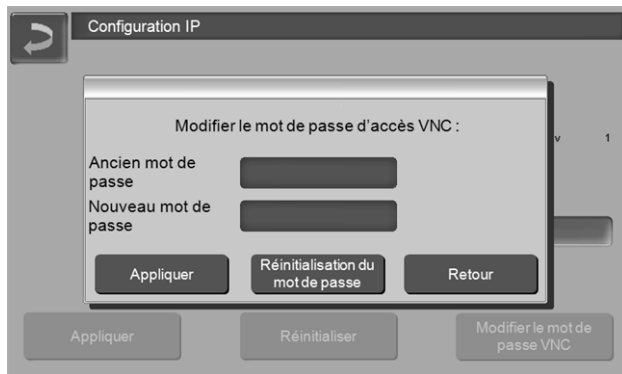 Configuration IP
Modifier le mot de passe d'accès VNC :
v 1
Ancien mot de
passe
Nouveau mot de
passe
Appliquer
Réinitialisation du
mot de passe
Retour
Appliquer
Réinitialiser
Modifier le mot de
passe VNC